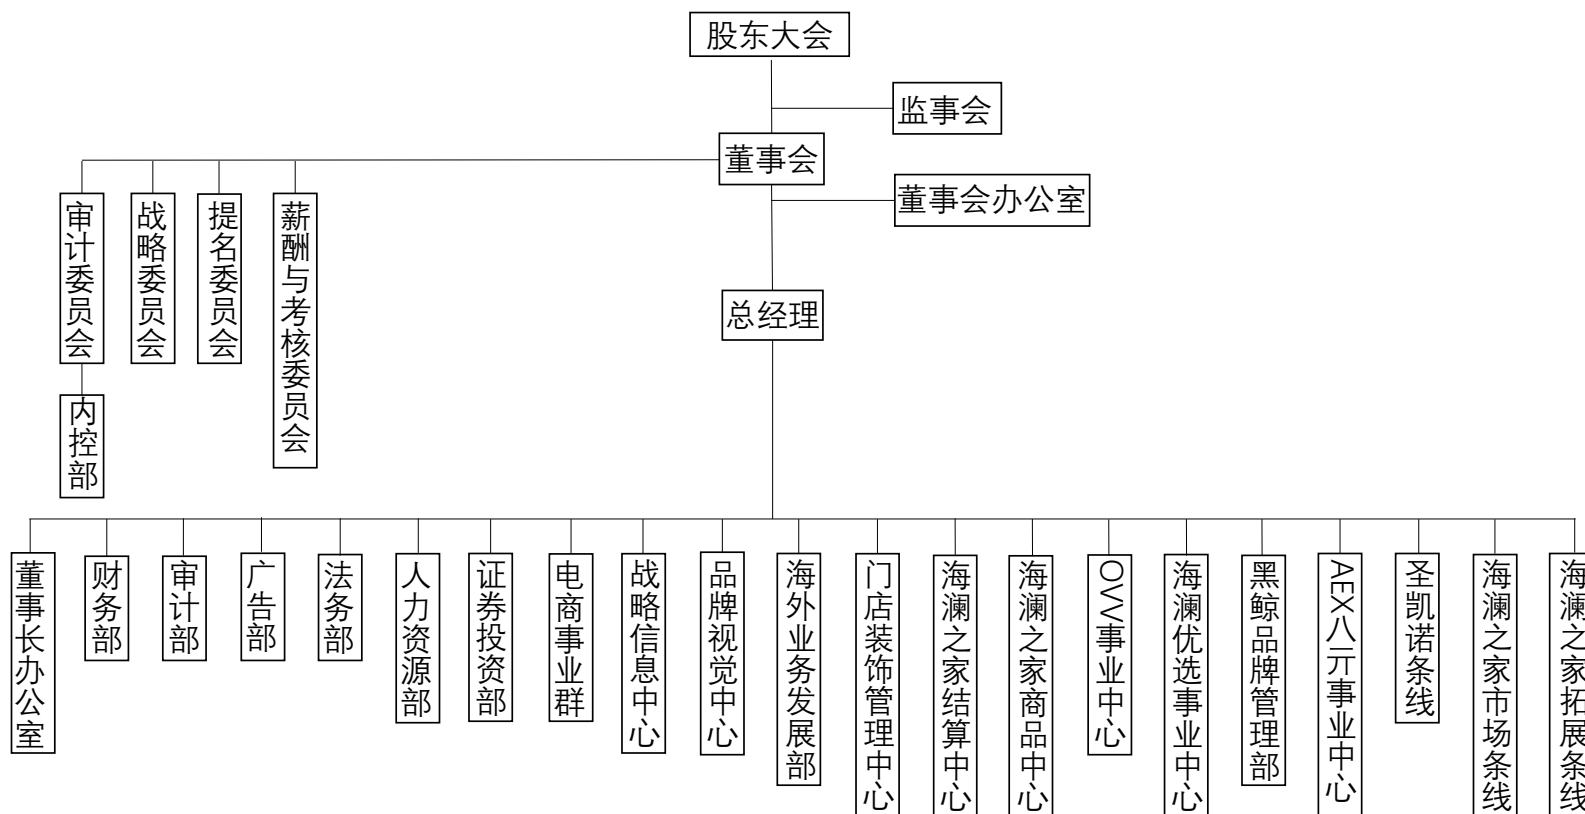 股东大会
监事会
董事会
董事会办公室
审计委员会
战略委员会
提名委员会
薪酬与考核委员会
总经理
内控部
董事长办公室
财务部
审计部
广告部
法务部
人力资源部
证券投资部
电商事业群
战略信息中心
品牌视觉中心
海外业务发展部
门店装饰管理中心
海澜之家结算中心
海澜之家商品中心
OVV事业中心
海澜优选事业中心
黑鲸品牌管理部
AEX八元事业中心
圣凯诺条线
海澜之家市场条线
海澜之家拓展条线